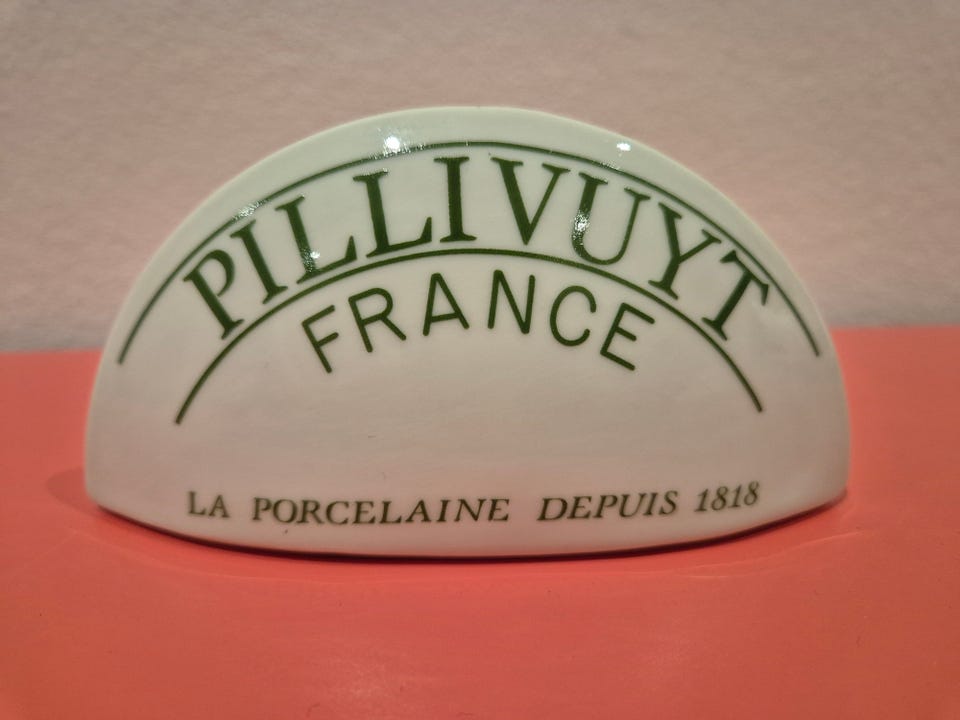 PILLIVUYT
FRANCE
LA PORCELAINE DEPUIS 1818